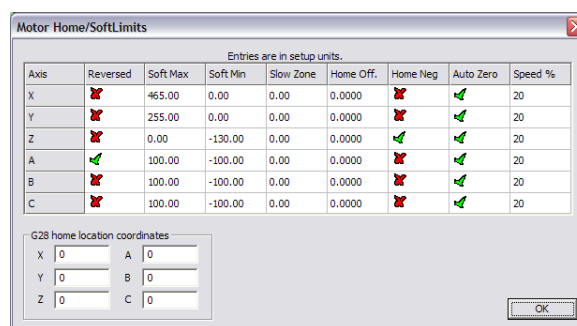 Motor Home/SoftLimits
Entries are in setup units.
Axis Reversed Soft Max Soft Min Slow Zone Home Off. Home Neg Auto Zero Speed %
X 465.00 0.00 0.00 0.0000 20
Y 255.00 0.00 0.00 0.0000 20
Z 0.00 -130.00 0.00 0.0000 20
A 100.00 -100.00 0.00 0.0000 20
B 100.00 -100.00 0.00 0.0000 20
C 100.00 -100.00 0.00 0.0000 20
G28 home location coordinates
X 0 A 0
Y 0 B 0
Z 0 C 0
OK